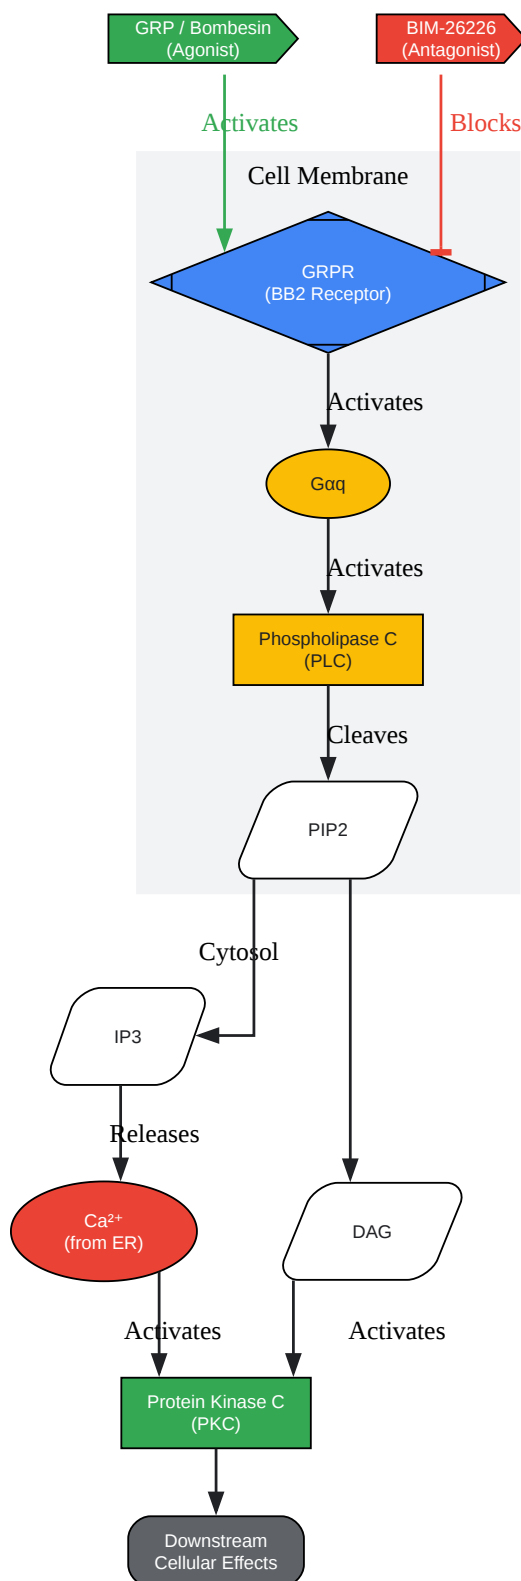 GRP / Bombesin
(Agonist)
BIM-26226
(Antagonist)
Activates
Blocks
Cell Membrane
GRPR
(BB2 Receptor)
Activates
Gαq
Activates
Phospholipase C
(PLC)
Cleaves
PIP2
Cytosol
IP3
Releases
Ca²⁺
(from ER)
DAG
Activates
Activates
Protein Kinase C
(PKC)
Downstream
Cellular Effects